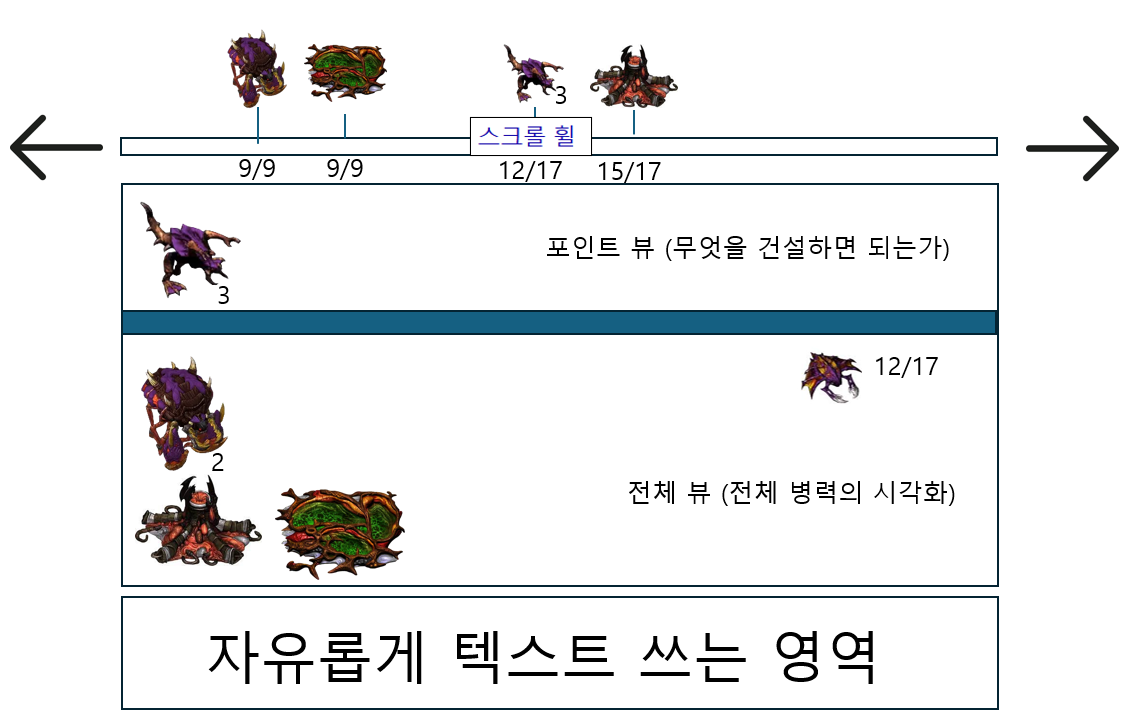 3
스크롤 휠
9/9
9/9
12/17
15/17
3
포인트 뷰 (무엇을 건설하면 되는가)
12/17
2
전체 뷰 (전체 병력의 시각화)
자유롭게 텍스트 쓰는 영역